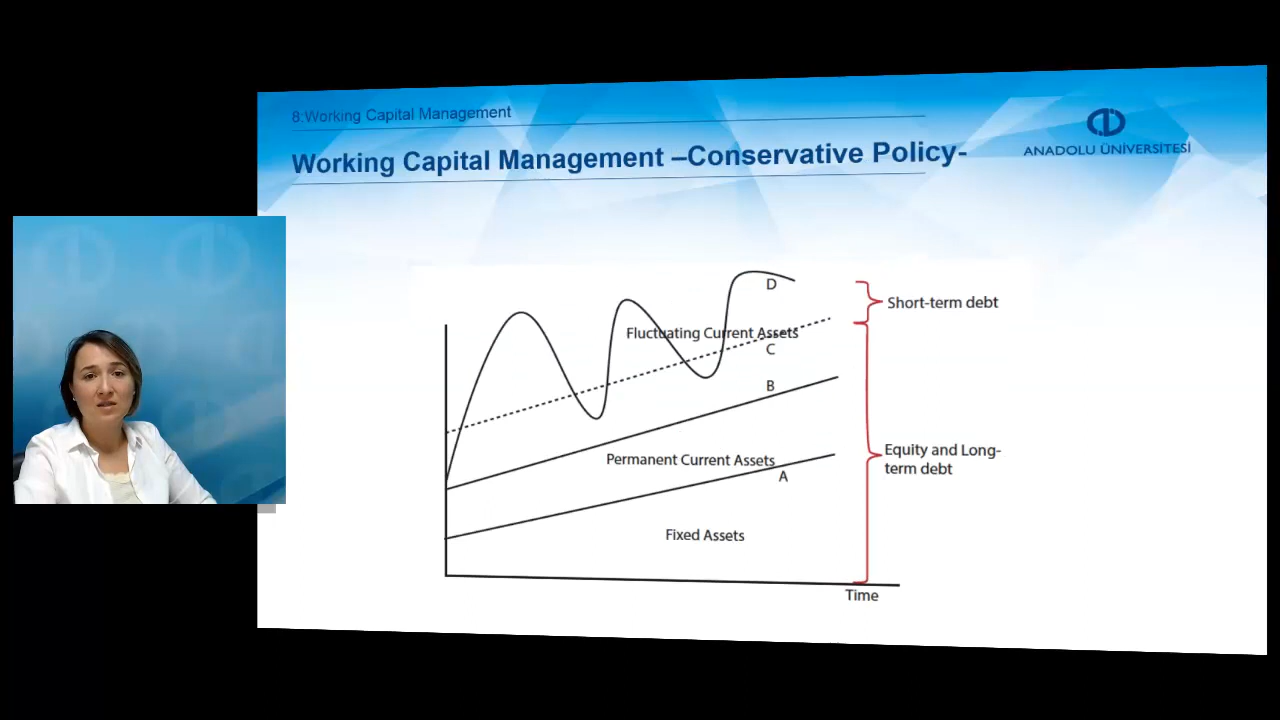 8:Working Capital Management
Working Capital Management –Conservative Policy-
ANADOLU ÜNİVERSİTESİ
D
Short-term debt
Fluctuating Current Assets
C
B
Equity and Long-
term debt
Permanent Current Assets
A
Fixed Assets
Time